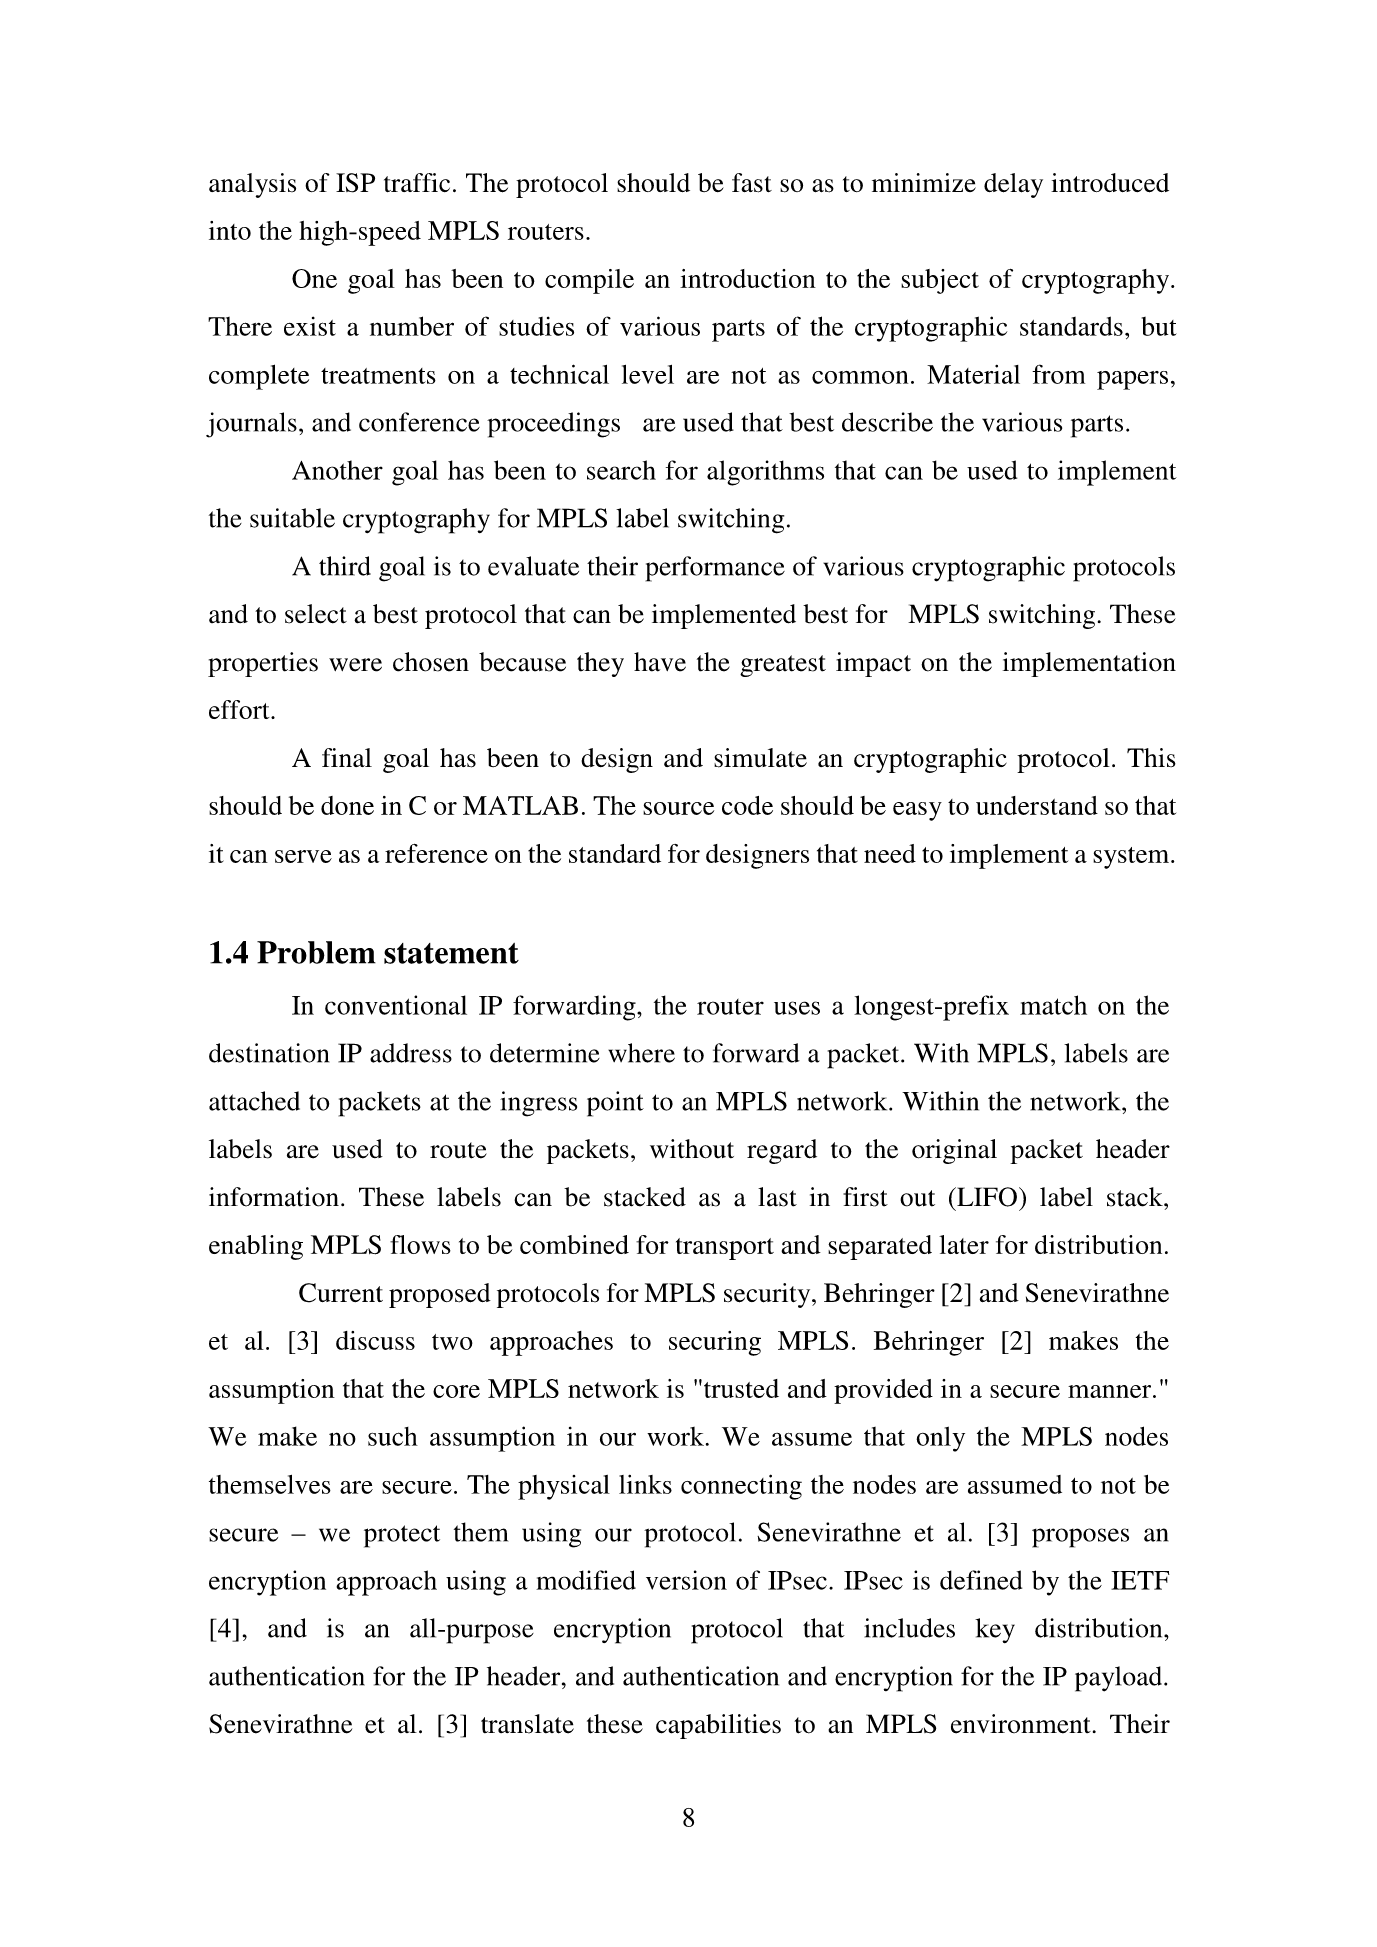 analysis of ISP traffic. The protocol should be fast so as to minimize delay introduced
into the high-speed MPLS routers.
One goal has been to compile an introduction to the subject of cryptography.
There exist a number of studies of various parts of the cryptographic standards, but
complete treatments on a technical level are not as common. Material from papers,
journals, and conference proceedings are used that best describe the various parts.
Another goal has been to search for algorithms that can be used to implement
the suitable cryptography for MPLS label switching.
A third goal is to evaluate their performance of various cryptographic protocols
and to select a best protocol that can be implemented best for MPLS switching. These
properties were chosen because they have the greatest impact on the implementation
effort.
A final goal has been to design and simulate an cryptographic protocol. This
should be done in C or MATLAB. The source code should be easy to understand so that
it can serve as a reference on the standard for designers that need to implement a system.
1.4 Problem statement
In conventional IP forwarding, the router uses a longest-prefix match on the
destination IP address to determine where to forward a packet. With MPLS, labels are
attached to packets at the ingress point to an MPLS network. Within the network, the
labels are used to route the packets, without regard to the original packet header
information. These labels can be stacked as a last in first out (LIFO) label stack,
enabling MPLS flows to be combined for transport and separated later for distribution.
Current proposed protocols for MPLS security, Behringer [2] and Senevirathne
et al. [3] discuss two approaches to securing MPLS. Behringer [2] makes the
assumption that the core MPLS network is "trusted and provided in a secure manner."
We make no such assumption in our work. We assume that only the MPLS nodes
themselves are secure. The physical links connecting the nodes are assumed to not be
secure – we protect them using our protocol. Senevirathne et al. [3] proposes an
encryption approach using a modified version of IPsec. IPsec is defined by the IETF
[4], and is an all-purpose encryption protocol that includes key distribution,
authentication for the IP header, and authentication and encryption for the IP payload.
Senevirathne et al. [3] translate these capabilities to an MPLS environment. Their
8